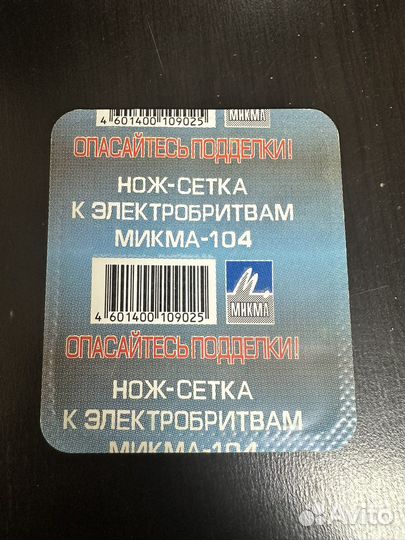 4 601400 109025
МИКМА
ОПАСАЙТЕСЬ ПОДДЕЛКИ!
НОЖ-СЕТКА
К ЭЛЕКТРОБРИТВАМ
МИКМА-104
4 601400 109025
МИКМА
ОПАСАЙТЕСЬ ПОДДЕЛКИ!
НОЖ-СЕТКА
К ЭЛЕКТРОБРИТВАМ
МИКМА-104
Avito